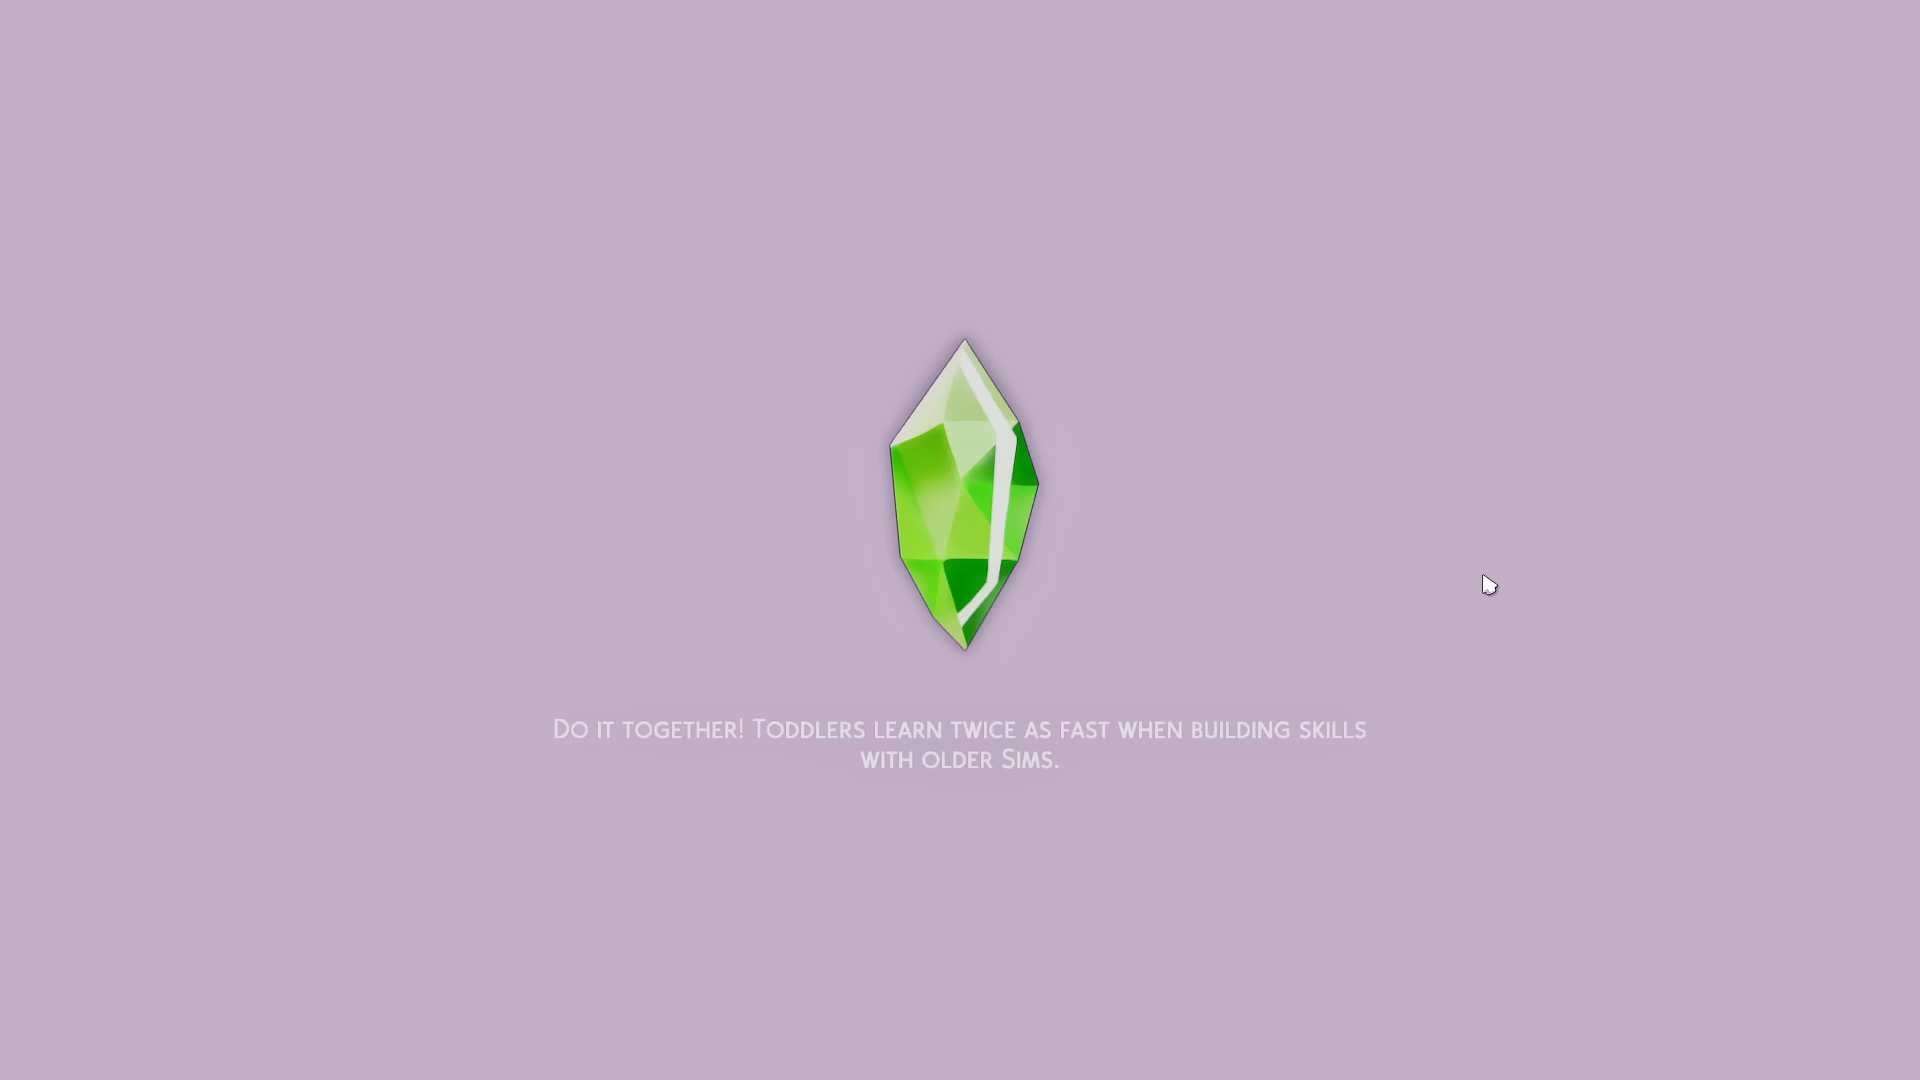 Do it together! Toddlers learn twice as fast when building skills
with older Sims.